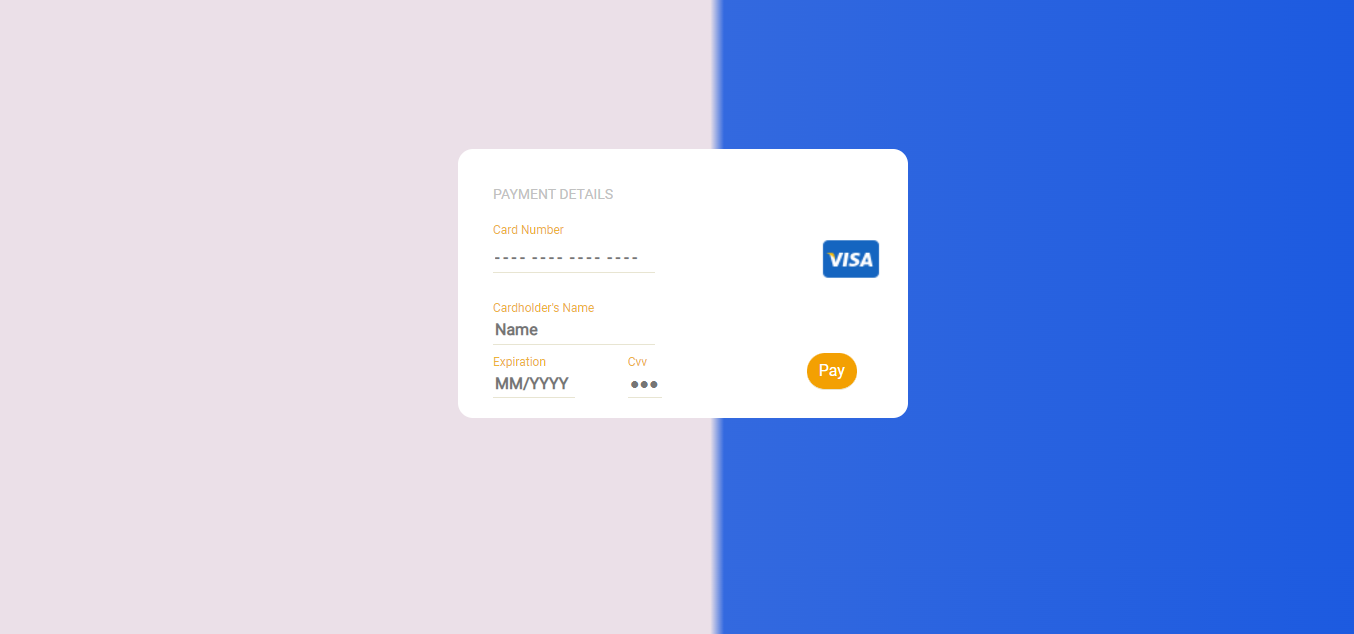 PAYMENT DETAILS
Card Number
---- ---- ---- ----
VISA
Cardholder's Name
Name
Expiration Cvv
MM/YYYY ●●● Pay